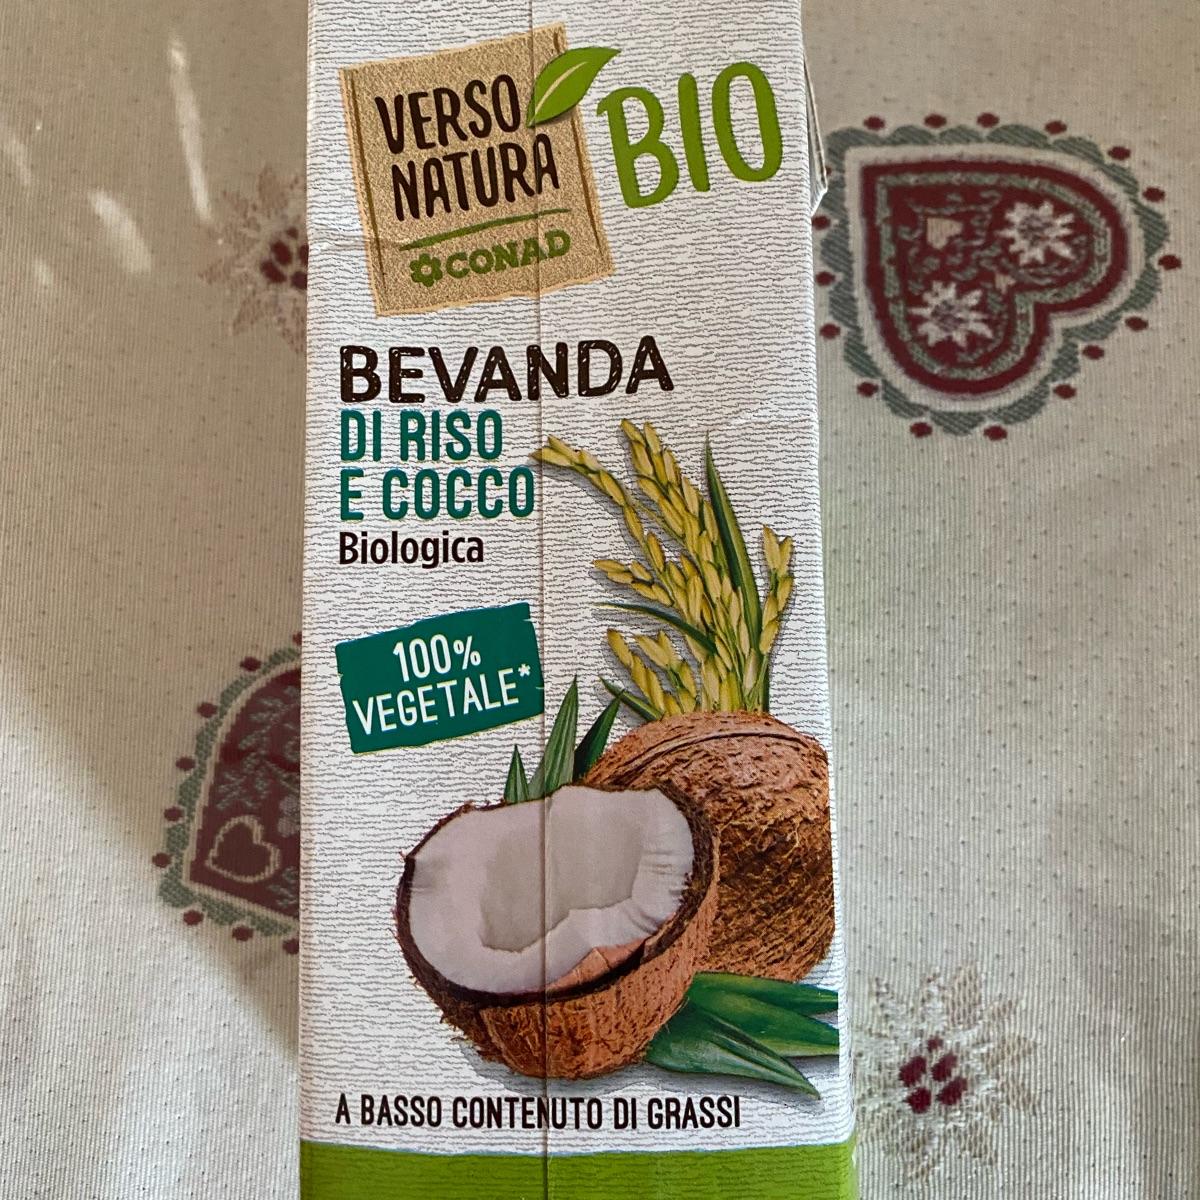 VERSO
NATURA
CONAD
BIO
BEVANDA
DI RISO
E COCCO
Biologica
100%
VEGETALE*
A BASSO CONTENUTO DI GRASSI